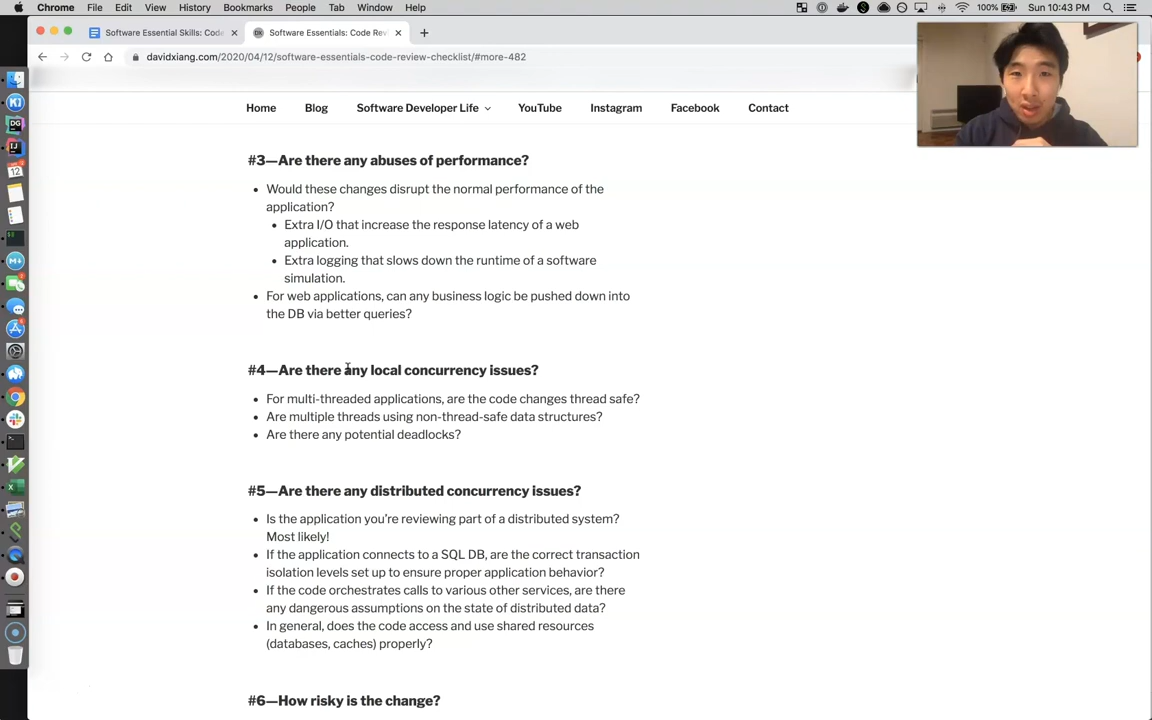 Chrome File Edit View History Bookmarks People Tab Window Help 100% Sun 10:43 PM
Software Essential Skills: Code
Software Essentials: Code Rev
davidxiang.com/2020/04/12/software-essentials-code-review-checklist/#more-482
Home Blog Software Developer Life YouTube Instagram Facebook Contact
#3—Are there any abuses of performance?
Would these changes disrupt the normal performance of the
application?
Extra I/O that increase the response latency of a web
application.
Extra logging that slows down the runtime of a software
simulation.
For web applications, can any business logic be pushed down into
the DB via better queries?
#4—Are there any local concurrency issues?
For multi-threaded applications, are the code changes thread safe?
Are multiple threads using non-thread-safe data structures?
Are there any potential deadlocks?
#5—Are there any distributed concurrency issues?
Is the application you're reviewing part of a distributed system?
Most likely!
If the application connects to a SQL DB, are the correct transaction
isolation levels set up to ensure proper application behavior?
If the code orchestrates calls to various other services, are there
any dangerous assumptions on the state of distributed data?
In general, does the code access and use shared resources
(databases, caches) properly?
#6—How risky is the change?